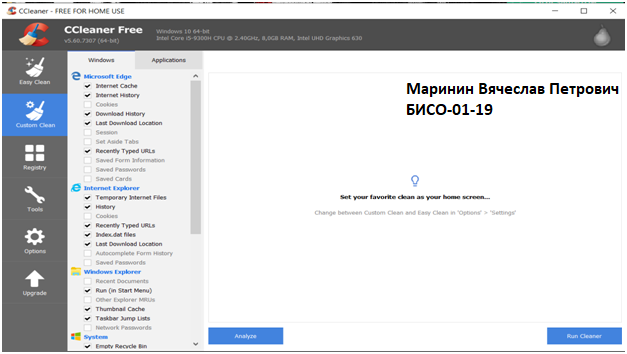 CCleaner - FREE FOR HOME USE
CCleaner Free
v5.60.7307 (64-bit)
Windows 10 64-bit
Intel Core i5-9300H CPU @ 2.40GHz, 8,0GB RAM, Intel UHD Graphics 630
Easy Clean
Custom Clean
Registry
Tools
Options
Upgrade
Windows
Applications
Microsoft Edge
Internet Cache
Internet History
Cookies
Download History
Last Download Location
Session
Set Aside Tabs
Recently Typed URLs
Saved Form Information
Saved Passwords
Saved Cards
Internet Explorer
Temporary Internet Files
History
Cookies
Recently Typed URLs
Index.dat files
Last Download Location
Autocomplete Form History
Saved Passwords
Windows Explorer
Recent Documents
Run (in Start Menu)
Other Explorer MRUs
Thumbnail Cache
Taskbar Jump Lists
Network Passwords
System
Empty Recycle Bin
Маринин Вячеслав Петрович
БИСО-01-19
Set your favorite clean as your home screen...
Change between Custom Clean and Easy Clean in 'Options' > 'Settings'
Analyze
Run Cleaner